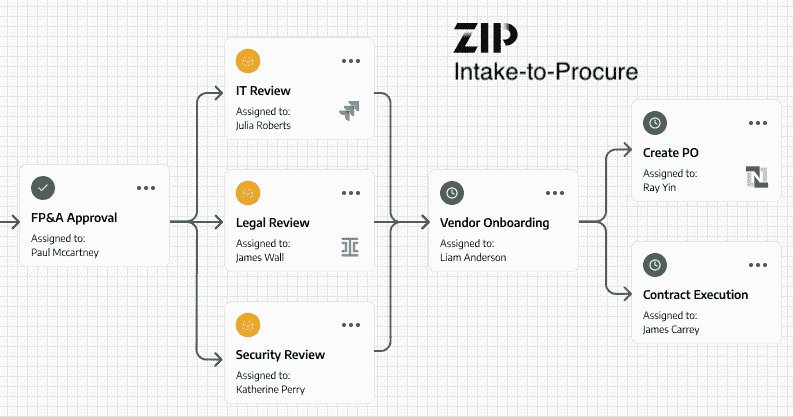 ZIP
Intake-to-Procure
FP&A Approval
Assigned to:
Paul Mccartney
IT Review
Assigned to:
Julia Roberts
Legal Review
Assigned to:
James Wall
Security Review
Assigned to:
Katherine Perry
Vendor Onboarding
Assigned to:
Liam Anderson
Create PO
Assigned to:
Ray Yin
Contract Execution
Assigned to:
James Carrey